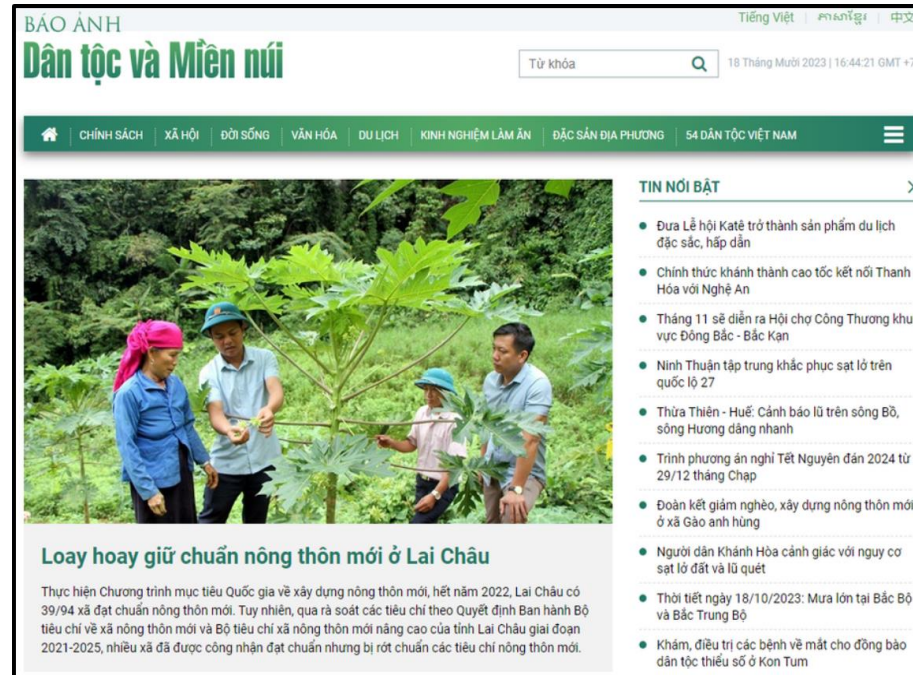 BÁO ẢNH
Dân tộc và Miền núi
Tiếng Việt | ភាសាខ្មែរ | 中文
Từ khóa
18 Tháng Mười 2023 | 16:44:21 GMT +7
CHÍNH SÁCH | XÃ HỘI | ĐỜI SỐNG | VĂN HÓA | DU LỊCH | KINH NGHIỆM LÀM ĂN | ĐẶC SẢN ĐỊA PHƯƠNG | 54 DÂN TỘC VIỆT NAM
Loay hoay giữ chuẩn nông thôn mới ở Lai Châu
Thực hiện Chương trình mục tiêu Quốc gia về xây dựng nông thôn mới, hết năm 2022, Lai Châu có
39/94 xã đạt chuẩn nông thôn mới. Tuy nhiên, qua rà soát các tiêu chí theo Quyết định Ban hành Bộ
tiêu chí về xã nông thôn mới và Bộ tiêu chí xã nông thôn mới nâng cao của tỉnh Lai Châu giai đoạn
2021-2025, nhiều xã đã được công nhận đạt chuẩn nhưng bị rớt chuẩn các tiêu chí nông thôn mới.
TIN NỔI BẬT
Đưa Lễ hội Katê trở thành sản phẩm du lịch
đặc sắc, hấp dẫn
Chính thức khánh thành cao tốc kết nối Thanh
Hóa với Nghệ An
Tháng 11 sẽ diễn ra Hội chợ Công Thương khu
vực Đông Bắc - Bắc Kạn
Ninh Thuận tập trung khắc phục sạt lở trên
quốc lộ 27
Thừa Thiên - Huế: Cảnh báo lũ trên sông Bồ,
sông Hương dâng nhanh
Trình phương án nghỉ Tết Nguyên đán 2024 từ
29/12 tháng Chạp
Đoàn kết giảm nghèo, xây dựng nông thôn mới
ở xã Gào anh hùng
Người dân Khánh Hòa cảnh giác với nguy cơ
sạt lở đất và lũ quét
Thời tiết ngày 18/10/2023: Mưa lớn tại Bắc Bộ
và Bắc Trung Bộ
Khám, điều trị các bệnh về mắt cho đồng bào
dân tộc thiểu số ở Kon Tum